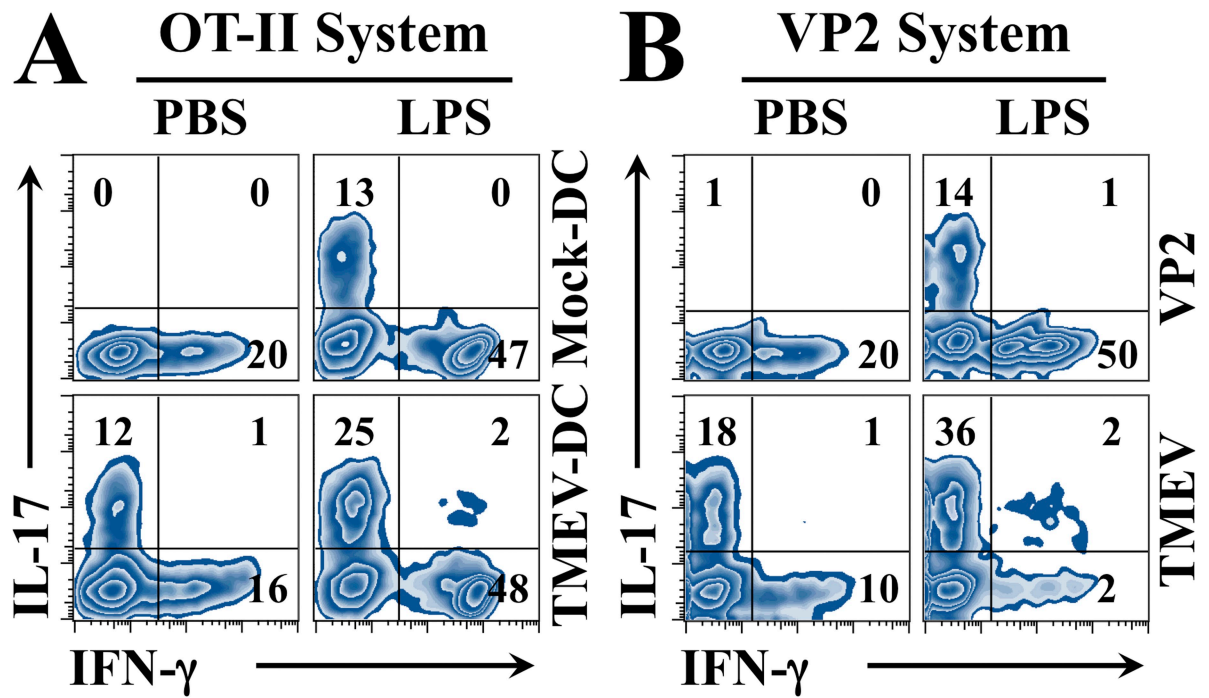 A
OT-II System
PBS
LPS
0
0
13
0
20
47
Mock-DC
12
1
25
2
16
48
TMEV-DC
IL-17
IFN-γ
B
VP2 System
PBS
LPS
1
0
14
1
20
50
VP2
18
1
36
2
10
2
TMEV
IL-17
IFN-γ